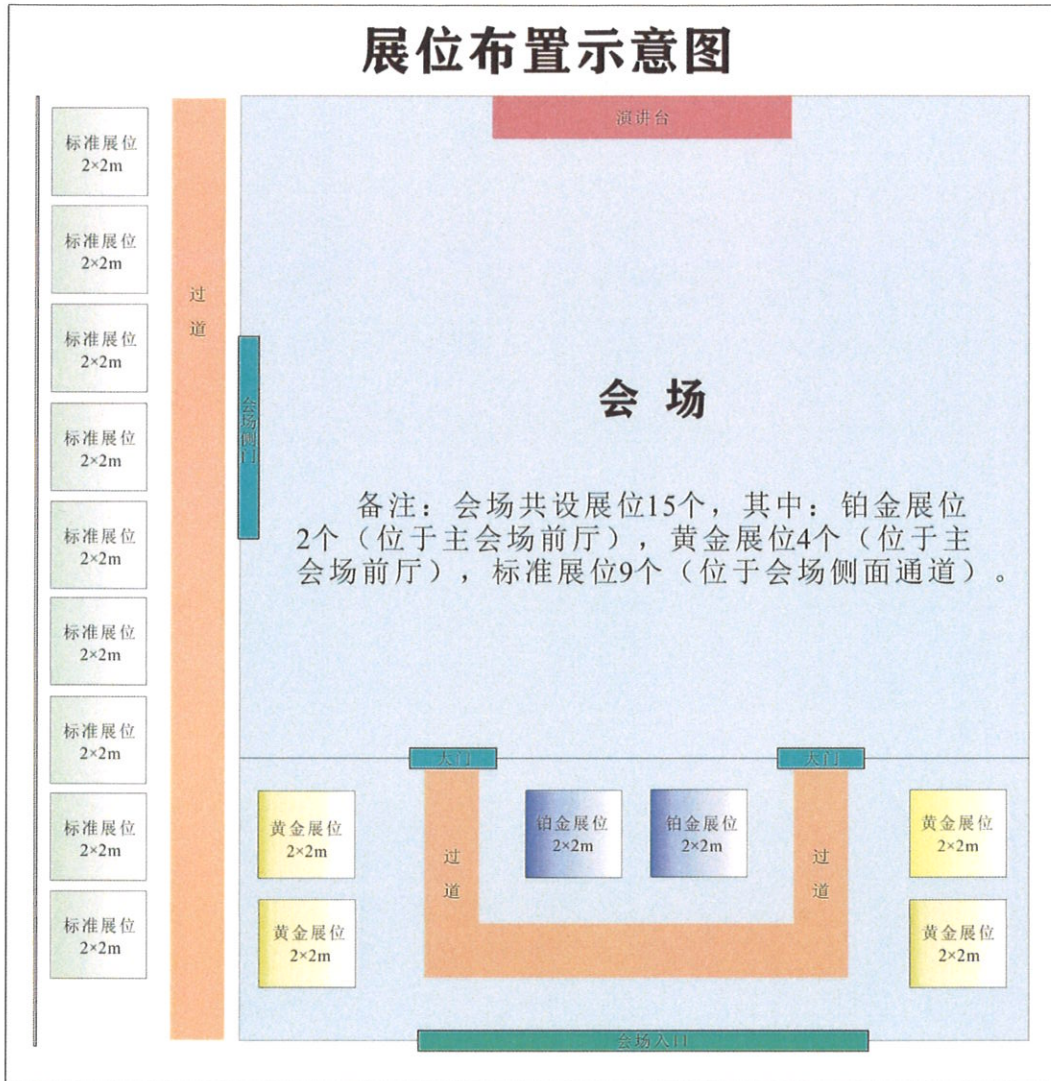 展位布置示意图
演讲台
标准展位
2×2m
标准展位
2×2m
标准展位
2×2m
标准展位
2×2m
标准展位
2×2m
标准展位
2×2m
标准展位
2×2m
标准展位
2×2m
标准展位
2×2m
过
道
会场侧门
会 场
备注：会场共设展位15个，其中：铂金展位
2个（位于主会场前厅），黄金展位4个（位于主
会场前厅），标准展位9个（位于会场侧面通道）。
大门
大门
黄金展位
2×2m
铂金展位
2×2m
铂金展位
2×2m
黄金展位
2×2m
过
道
过
道
黄金展位
2×2m
黄金展位
2×2m
会场入口